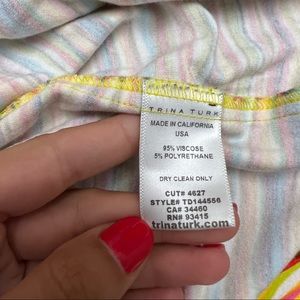 TRINA TURK
MADE IN CALIFORNIA
USA
95% VISCOSE
5% POLYRETHANE
DRY CLEAN ONLY
CUT# 4627
STYLE# TD144556
CA# 34460
RN# 93415
trinaturk.com